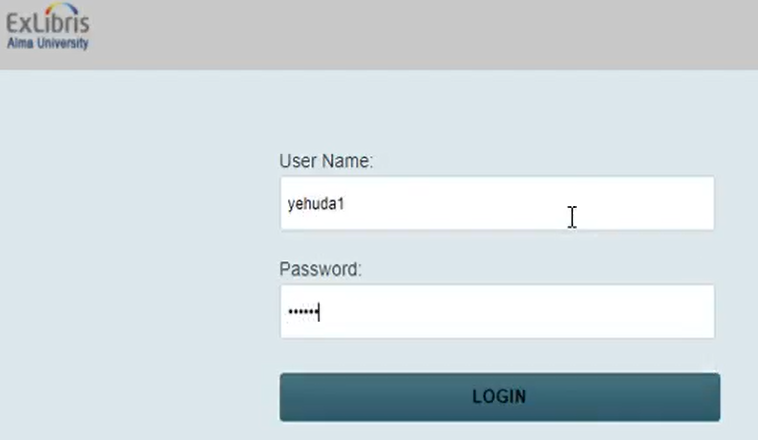 ExLibris
Alma University
User Name:
yehuda1
Password:
••••••
LOGIN